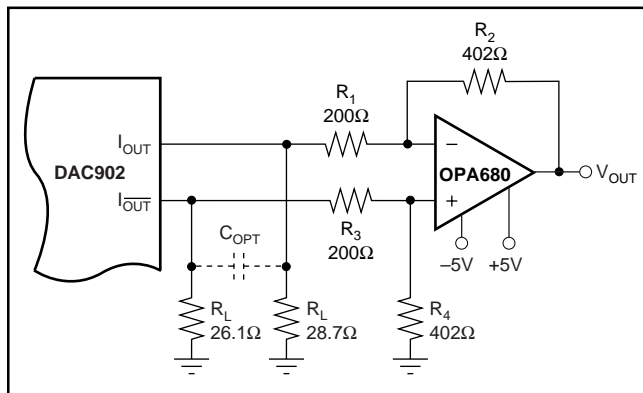 R2
402Ω
R1
200Ω
IOUT
DAC902
–
OPA680
VOUT
I̅O̅U̅T̅
+
R3
200Ω
COPT
–5V
+5V
RL
26.1Ω
RL
28.7Ω
R4
402Ω